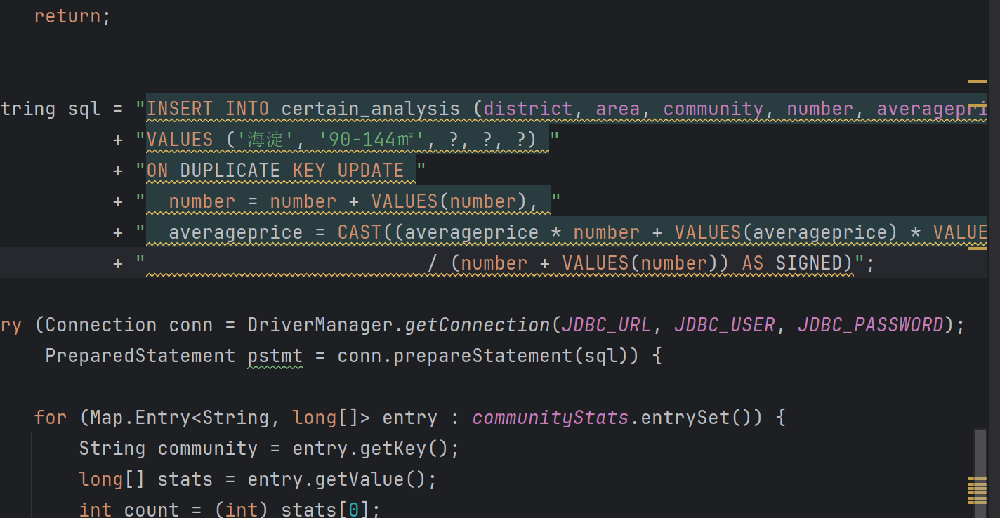 return;
tring sql = "INSERT INTO certain_analysis (district, area, community, number, averagepri
+ "VALUES ('海淀', '90-144㎡', ?, ?, ?) "
+ "ON DUPLICATE KEY UPDATE "
+ "  number = number + VALUES(number), "
+ "  averageprice = CAST((averageprice * number + VALUES(averageprice) * VALUE
+ "                         / (number + VALUES(number)) AS SIGNED)";
ry (Connection conn = DriverManager.getConnection(JDBC_URL, JDBC_USER, JDBC_PASSWORD);
PreparedStatement pstmt = conn.prepareStatement(sql)) {
for (Map.Entry<String, long[]> entry : communityStats.entrySet()) {
String community = entry.getKey();
long[] stats = entry.getValue();
int count = (int) stats[0];